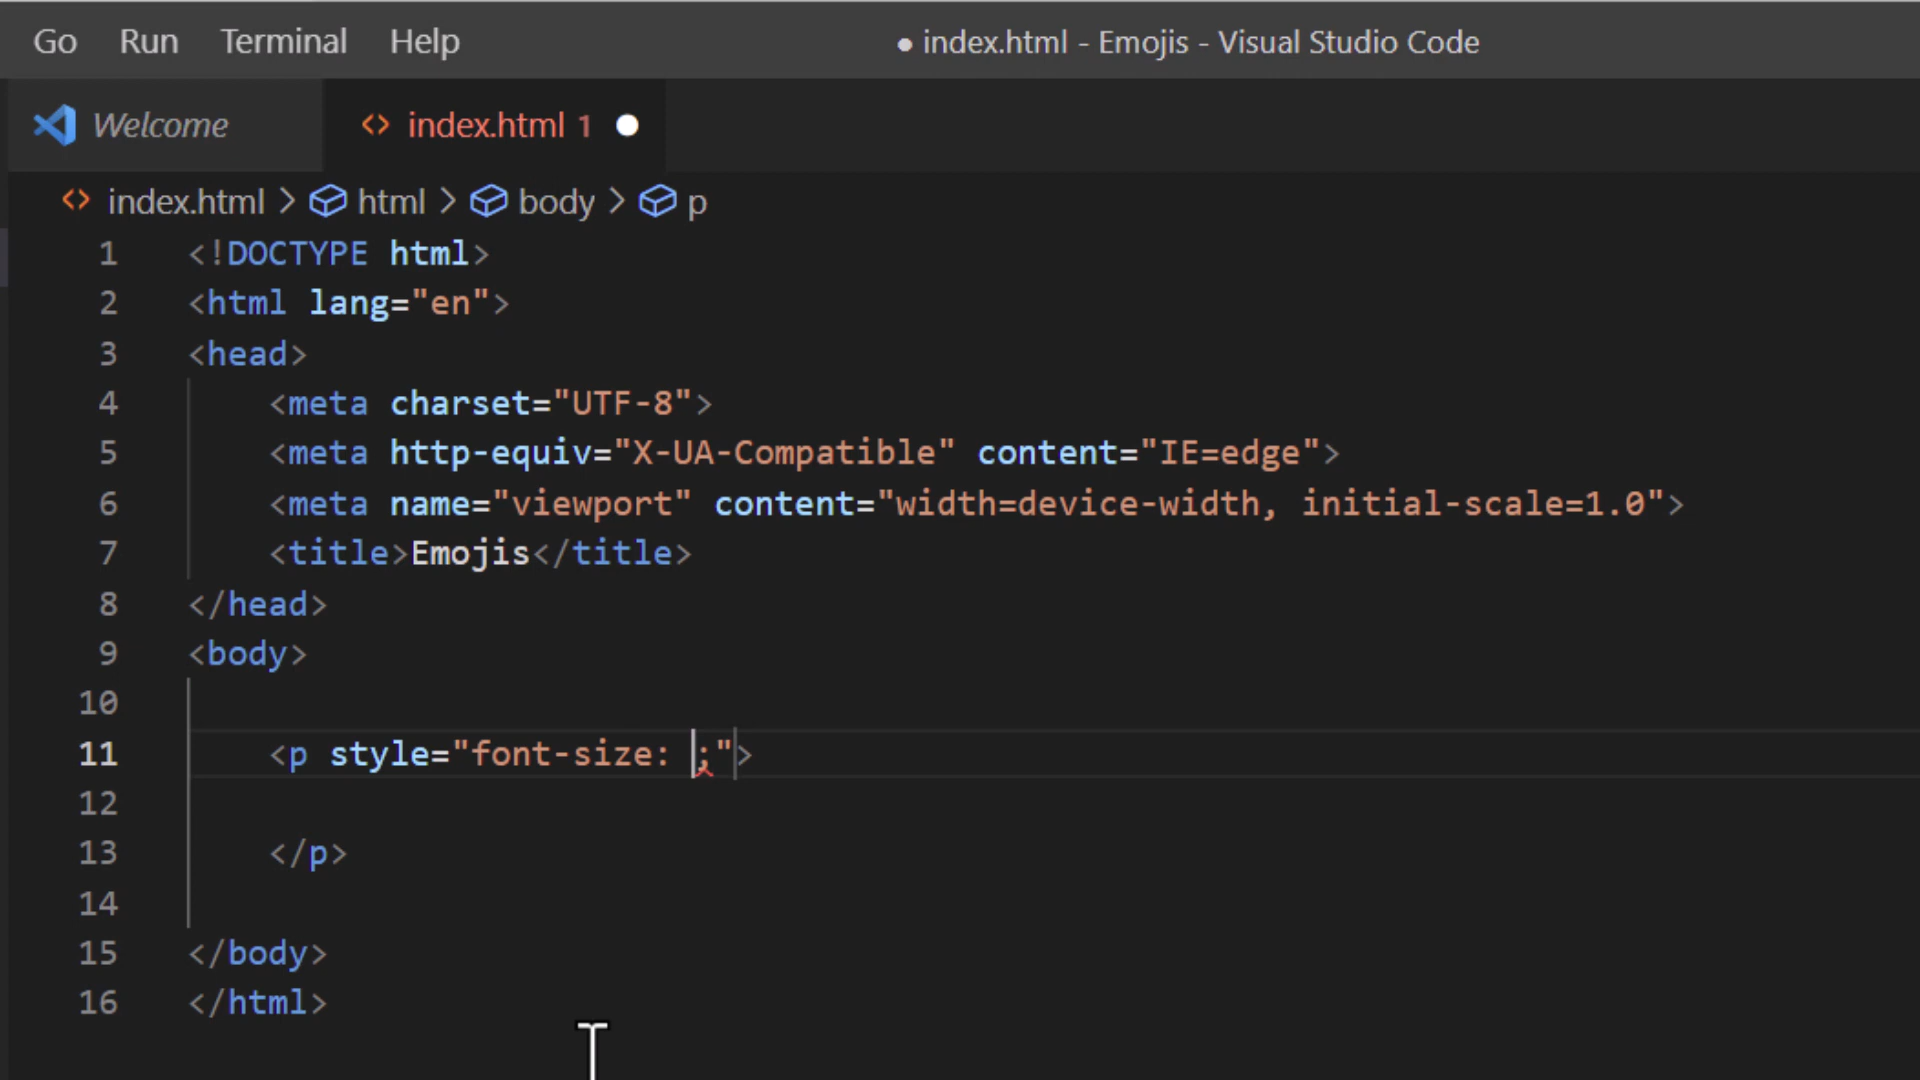 Go Run Terminal Help ● index.html - Emojis - Visual Studio Code
Welcome <> index.html 1 ●
<> index.html > html > body > p
1 <!DOCTYPE html>
2 <html lang="en">
3 <head>
4 <meta charset="UTF-8">
5 <meta http-equiv="X-UA-Compatible" content="IE=edge">
6 <meta name="viewport" content="width=device-width, initial-scale=1.0">
7 <title>Emojis</title>
8 </head>
9 <body>
10
11 <p style="font-size: ;">
12
13 </p>
14
15 </body>
16 </html>